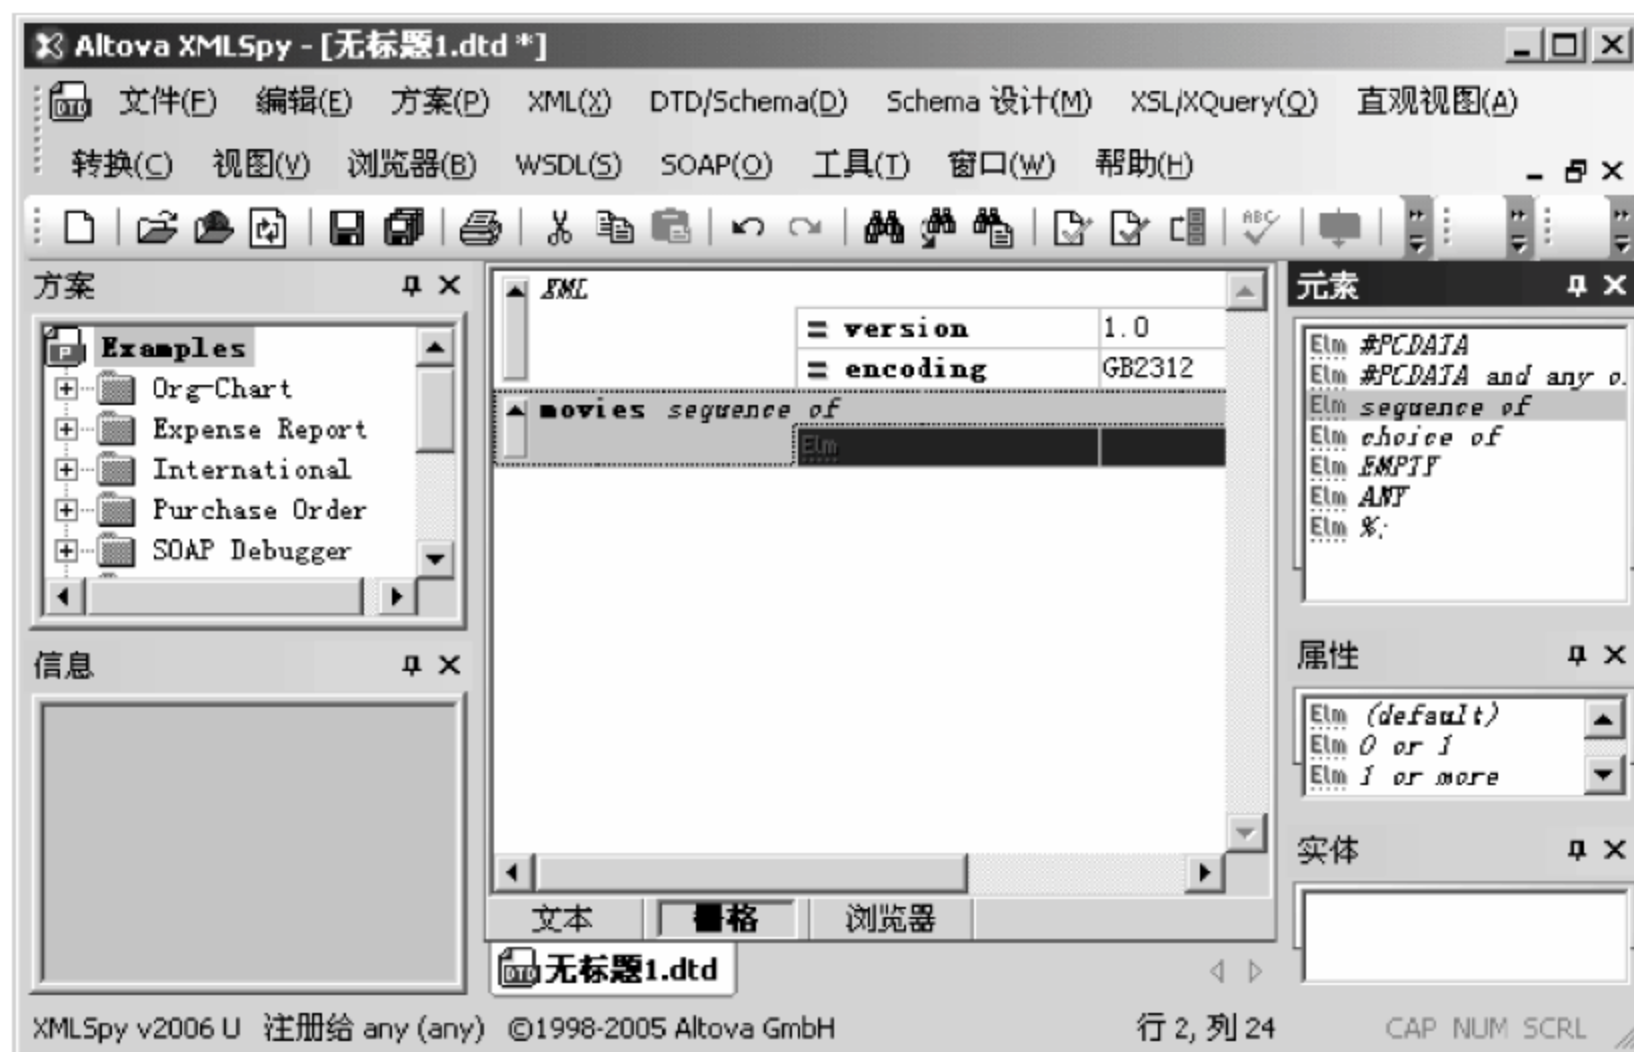 Altova XMLSpy - [无标题1.dtd *]
文件(F) 编辑(E) 方案(P) XML(X) DTD/Schema(D) Schema 设计(M) XSL/XQuery(Q) 直观视图(A)
转换(C) 视图(V) 浏览器(B) WSDL(S) SOAP(O) 工具(T) 窗口(W) 帮助(H)
ABC
方案
Examples
Org-Chart
Expense Report
International
Purchase Order
SOAP Debugger
信息
XML
= version 1.0
= encoding GB2312
movies sequence of
Elm
文本 栅格 浏览器
无标题1.dtd
元素
Elm #PCDATA
Elm #PCDATA and any o.
Elm sequence of
Elm choice of
Elm EMPTY
Elm ANY
Elm %;
属性
Elm (default)
Elm 0 or 1
Elm 1 or more
实体
XMLSpy v2006 U 注册给 any (any) ©1998-2005 Altova GmbH 行 2, 列 24 CAP NUM SCRL